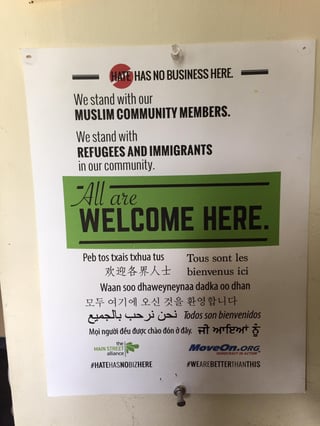 HATE HAS NO BUSINESS HERE.
We stand with our
MUSLIM COMMUNITY MEMBERS.
We stand with
REFUGEES AND IMMIGRANTS
in our community.
All are
WELCOME HERE.
Peb tos txais txhua tus
Tous sont les
bienvenus ici
欢迎各界人士
Waan soo dhaweyneynaa dadka oo dhan
모두 여기에 오신 것을 환영합니다
نحن نرحب بالجميع
Todos son bienvenidos
Mọi người đều được chào đón ở đây.
ਜੀ ਆਇਆਂ ਨੂੰ
the
MAIN STREET
alliance
MoveOn.ORG
DEMOCRACY IN ACTION
#HATEHASNOBIZHERE
#WEAREBETTERTHANTHIS